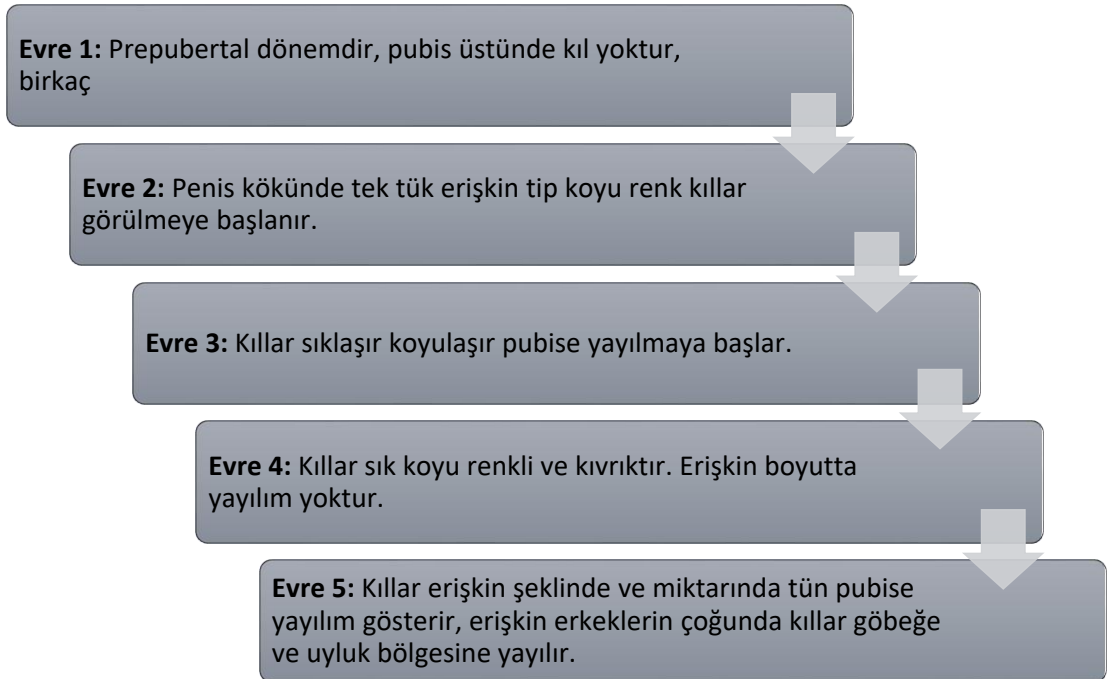 Evre 1: Prepubertal dönemdir, pubis üstünde kıl yoktur,
birkaç
Evre 2: Penis kökünde tek tük erişkin tip koyu renk kıllar
görülmeye başlanır.
Evre 3: Kıllar sıklaşır koyulaşır pubise yayılmaya başlar.
Evre 4: Kıllar sık koyu renkli ve kıvrıktır. Erişkin boyutta
yayılım yoktur.
Evre 5: Kıllar erişkin şeklinde ve miktarında tün pubise
yayılım gösterir, erişkin erkeklerin çoğunda kıllar göbeğe
ve uyluk bölgesine yayılır.